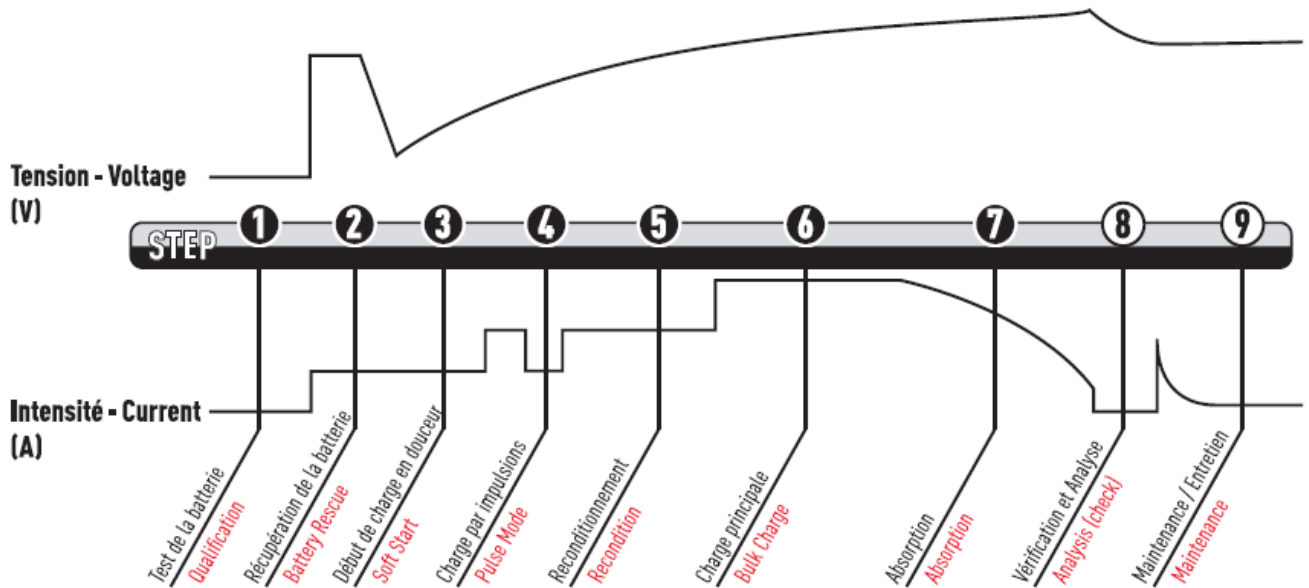 Tension - Voltage
(V)
STEP 1 2 3 4 5 6 7 8 9
Intensité - Current
(A)
Test de la batterie
Qualification
Récupération de la batterie
Battery Rescue
Début de charge en douceur
Soft Start
Charge par impulsions
Pulse Mode
Reconditionnement
Recondition
Charge principale
Bulk Charge
Absorption
Absorption
Vérification et Analyse
Analysis (check)
Maintenance / Entretien
Maintenance